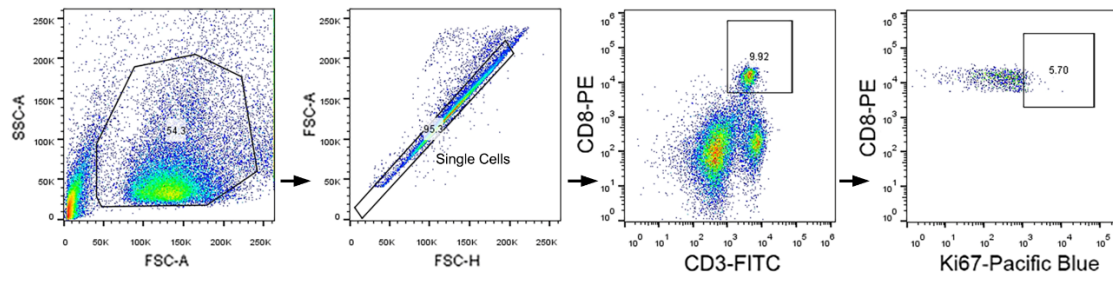 250K
200K
150K
100K
50K
0
SSC-A
54.3
0 50K 100K 150K 200K 250K
FSC-A
250K
200K
150K
100K
50K
0
FSC-A
95.3
Single Cells
0 50K 100K 150K 200K 250K
FSC-H
10^6
10^5
10^4
10^3
10^2
10^1
10^0
CD8-PE
9.92
10^0 10^1 10^2 10^3 10^4 10^5 10^6
CD3-FITC
10^6
10^5
10^4
10^3
10^2
10^1
10^0
CD8-PE
5.70
10^0 10^1 10^2 10^3 10^4 10^5 10^6
Ki67-Pacific Blue